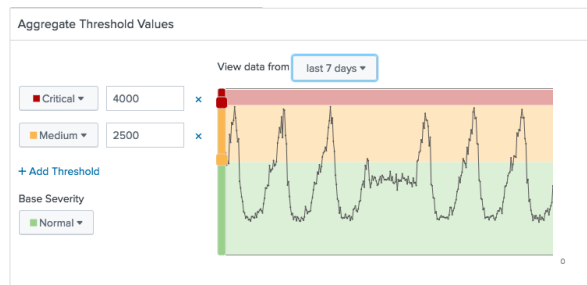 Aggregate Threshold Values
View data from last 7 days
Critical 4000 ×
Medium 2500 ×
+ Add Threshold
Base Severity
Normal
0